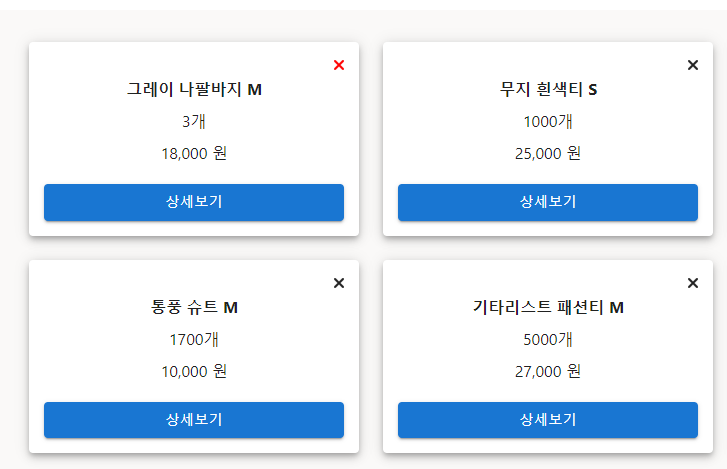 그레이 나팔바지 M
3개
18,000 원
상세보기
무지 흰색티 S
1000개
25,000 원
상세보기
통풍 슈트 M
1700개
10,000 원
상세보기
기타리스트 패션티 M
5000개
27,000 원
상세보기